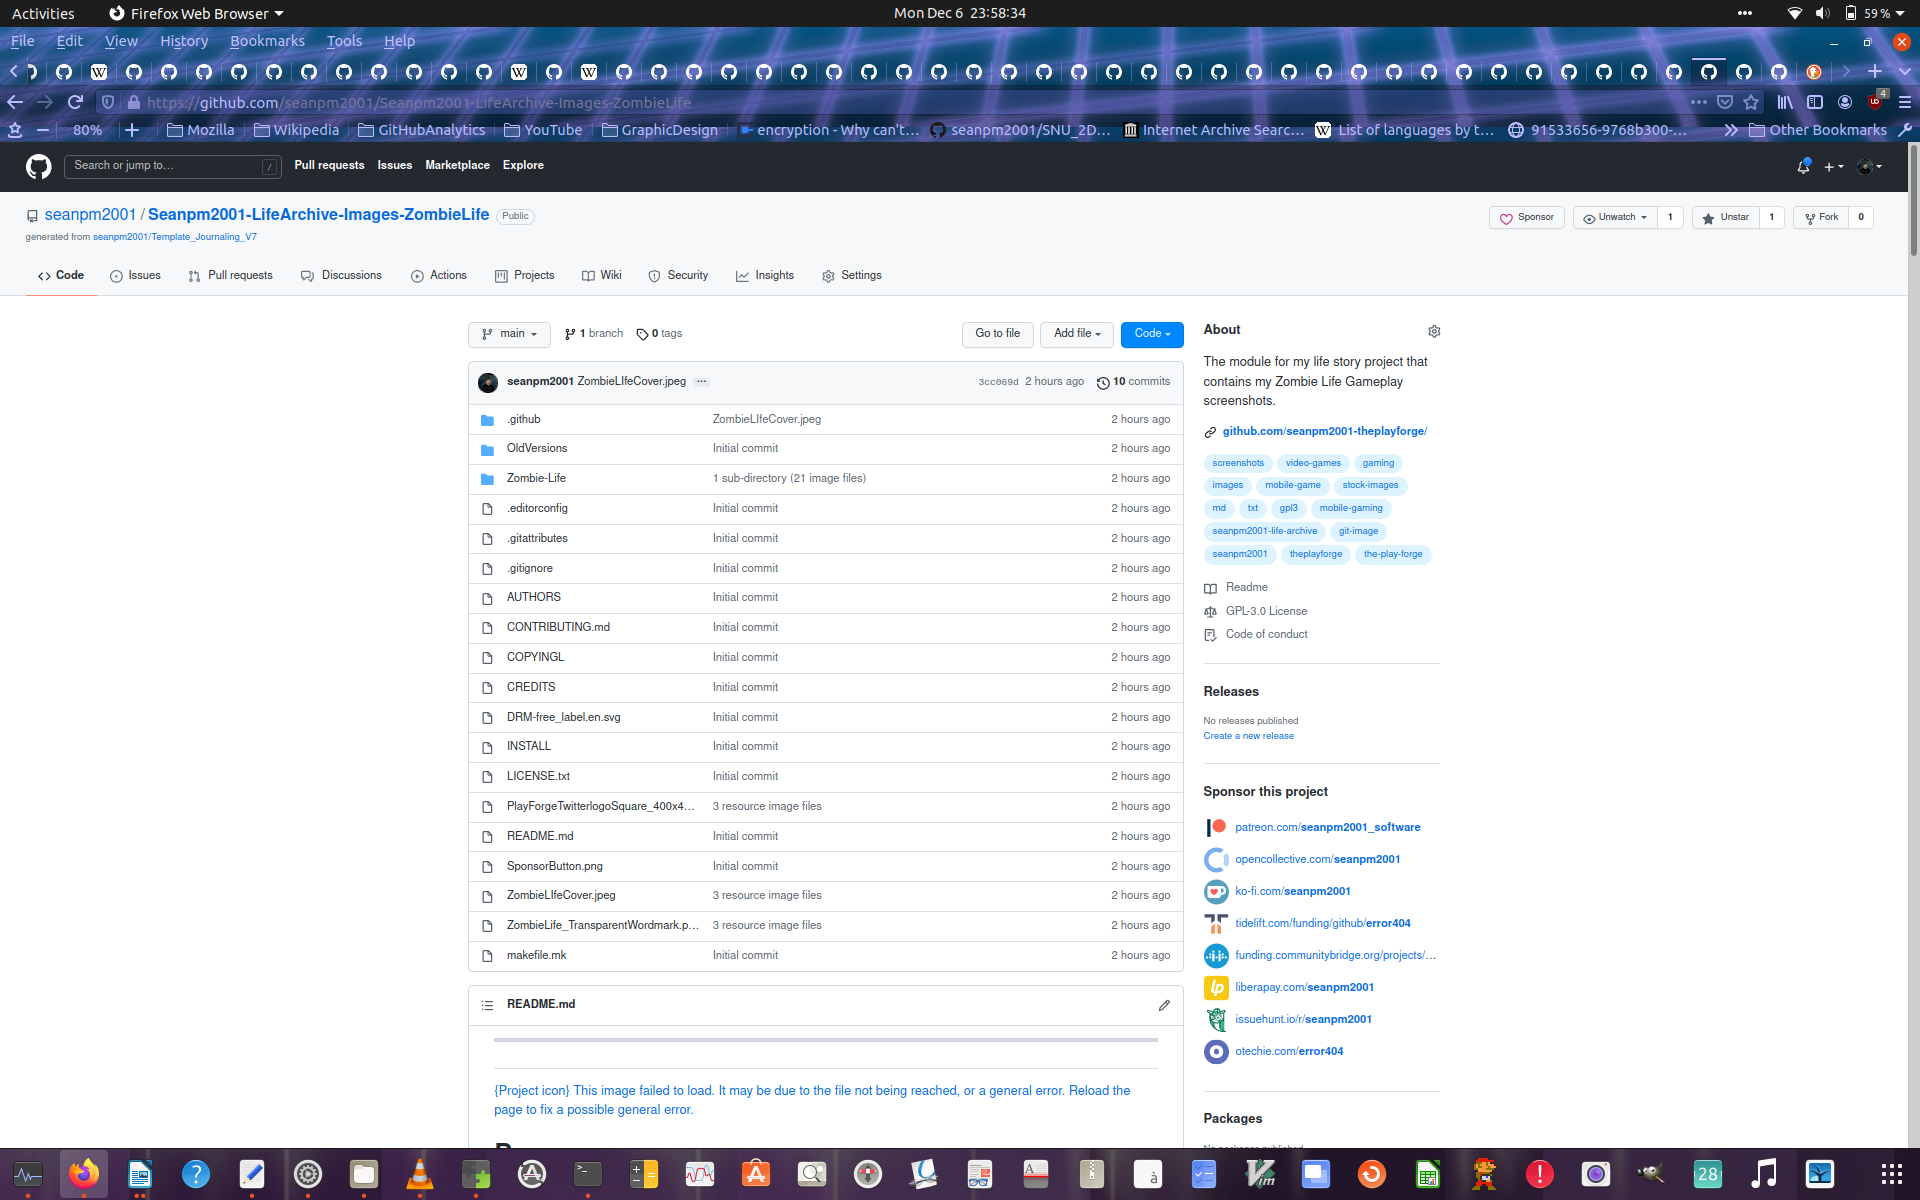 Activities Firefox Web Browser Mon Dec 6 23:58:34 59 %
File Edit View History Bookmarks Tools Help
https://github.com/seanpm2001/Seanpm2001-LifeArchive-Images-ZombieLife 4
80% Mozilla Wikipedia GitHubAnalytics YouTube GraphicDesign encryption - Why can't… seanpm2001/SNU_2D… Internet Archive Searc… List of languages by t… 91533656-9768b300-… Other Bookmarks
Search or jump to… / Pull requests Issues Marketplace Explore
seanpm2001 / Seanpm2001-LifeArchive-Images-ZombieLife Public Sponsor Unwatch 1 Unstar 1 Fork 0
generated from seanpm2001/Template_Journaling_V7
Code Issues Pull requests Discussions Actions Projects Wiki Security Insights Settings
main 1 branch 0 tags Go to file Add file Code
seanpm2001 ZombieLIfeCover.jpeg ... 3cc069d 2 hours ago 10 commits
.github ZombieLIfeCover.jpeg 2 hours ago
OldVersions Initial commit 2 hours ago
Zombie-Life 1 sub-directory (21 image files) 2 hours ago
.editorconfig Initial commit 2 hours ago
.gitattributes Initial commit 2 hours ago
.gitignore Initial commit 2 hours ago
AUTHORS Initial commit 2 hours ago
CONTRIBUTING.md Initial commit 2 hours ago
COPYINGL Initial commit 2 hours ago
CREDITS Initial commit 2 hours ago
DRM-free_label.en.svg Initial commit 2 hours ago
INSTALL Initial commit 2 hours ago
LICENSE.txt Initial commit 2 hours ago
PlayForgeTwitterlogoSquare_400x4… 3 resource image files 2 hours ago
README.md Initial commit 2 hours ago
SponsorButton.png Initial commit 2 hours ago
ZombieLIfeCover.jpeg 3 resource image files 2 hours ago
ZombieLife_TransparentWordmark.p… 3 resource image files 2 hours ago
makefile.mk Initial commit 2 hours ago
README.md
{Project icon} This image failed to load. It may be due to the file not being reached, or a general error. Reload the
page to fix a possible general error.
About
The module for my life story project that
contains my Zombie Life Gameplay
screenshots.
github.com/seanpm2001-theplayforge/
screenshots video-games gaming
images mobile-game stock-images
md txt gpl3 mobile-gaming
seanpm2001-life-archive git-image
seanpm2001 theplayforge the-play-forge
Readme
GPL-3.0 License
Code of conduct
Releases
No releases published
Create a new release
Sponsor this project
patreon.com/seanpm2001_software
opencollective.com/seanpm2001
ko-fi.com/seanpm2001
tidelift.com/funding/github/error404
funding.communitybridge.org/projects/…
liberapay.com/seanpm2001
issuehunt.io/r/seanpm2001
otechie.com/error404
Packages
28